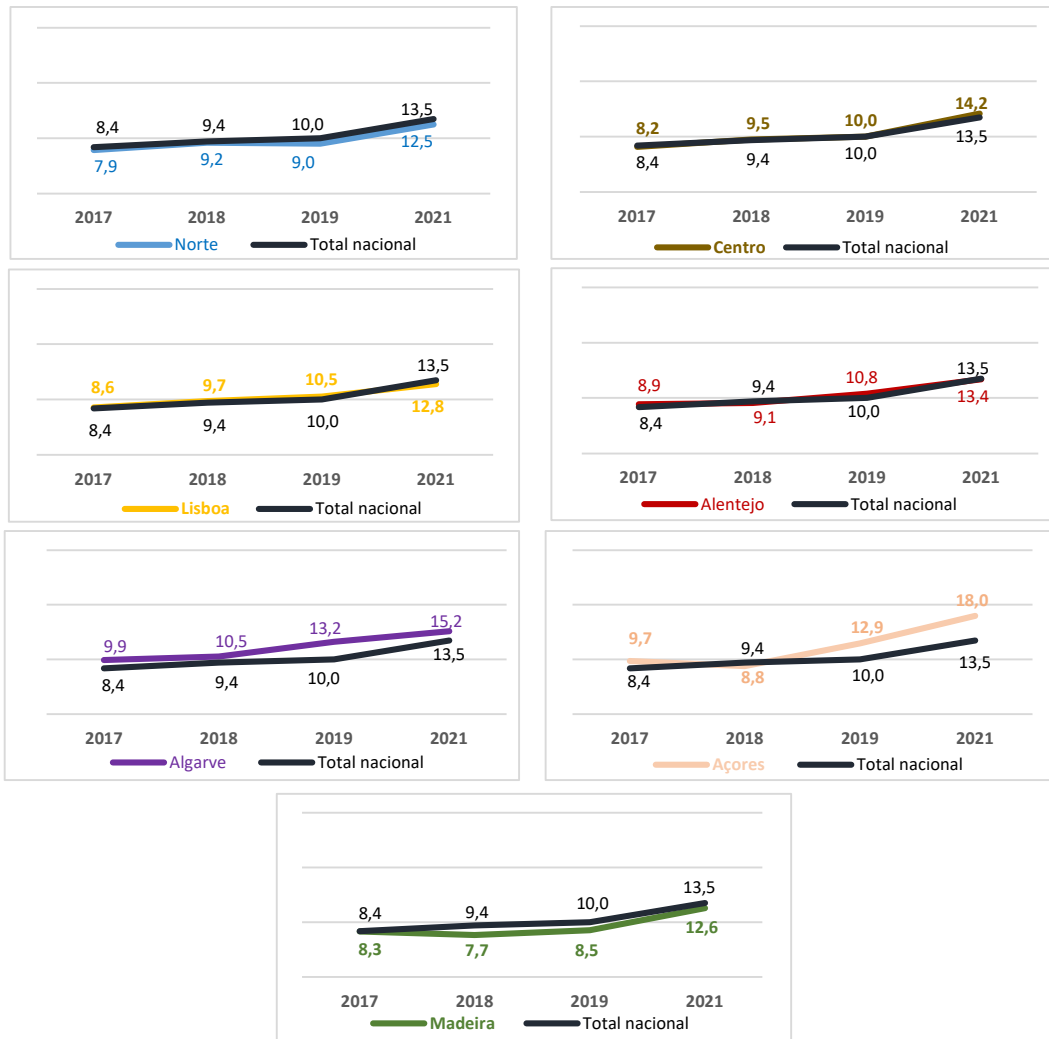 8,4 9,4 10,0 13,5
7,9 9,2 9,0 12,5
2017 2018 2019 2021
Norte Total nacional
8,2 9,5 10,0 14,2
8,4 9,4 10,0 13,5
2017 2018 2019 2021
Centro Total nacional
8,6 9,7 10,5 13,5
8,4 9,4 10,0 12,8
2017 2018 2019 2021
Lisboa Total nacional
8,9 9,4 10,8 13,5
8,4 9,1 10,0 13,4
2017 2018 2019 2021
Alentejo Total nacional
9,9 10,5 13,2 15,2
8,4 9,4 10,0 13,5
2017 2018 2019 2021
Algarve Total nacional
9,7 9,4 12,9 18,0
8,4 8,8 10,0 13,5
2017 2018 2019 2021
Açores Total nacional
8,4 9,4 10,0 13,5
8,3 7,7 8,5 12,6
2017 2018 2019 2021
Madeira Total nacional